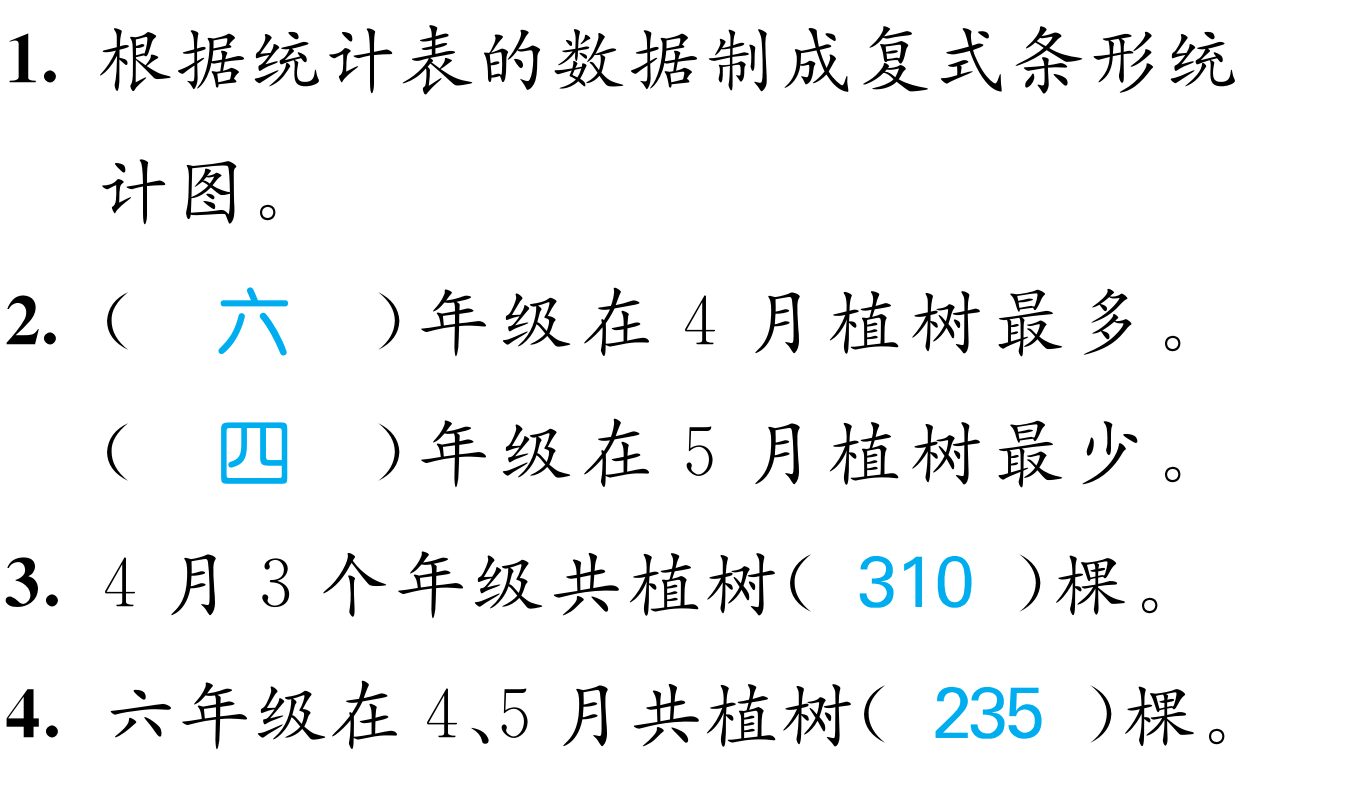 1. 根据统计表的数据制成复式条形统
计图。
2. ( 六 )年级在 4 月植树最多。
( 四 )年级在 5 月植树最少。
3. 4 月 3 个年级共植树( 310 )棵。
4. 六年级在 4、5 月共植树( 235 )棵。